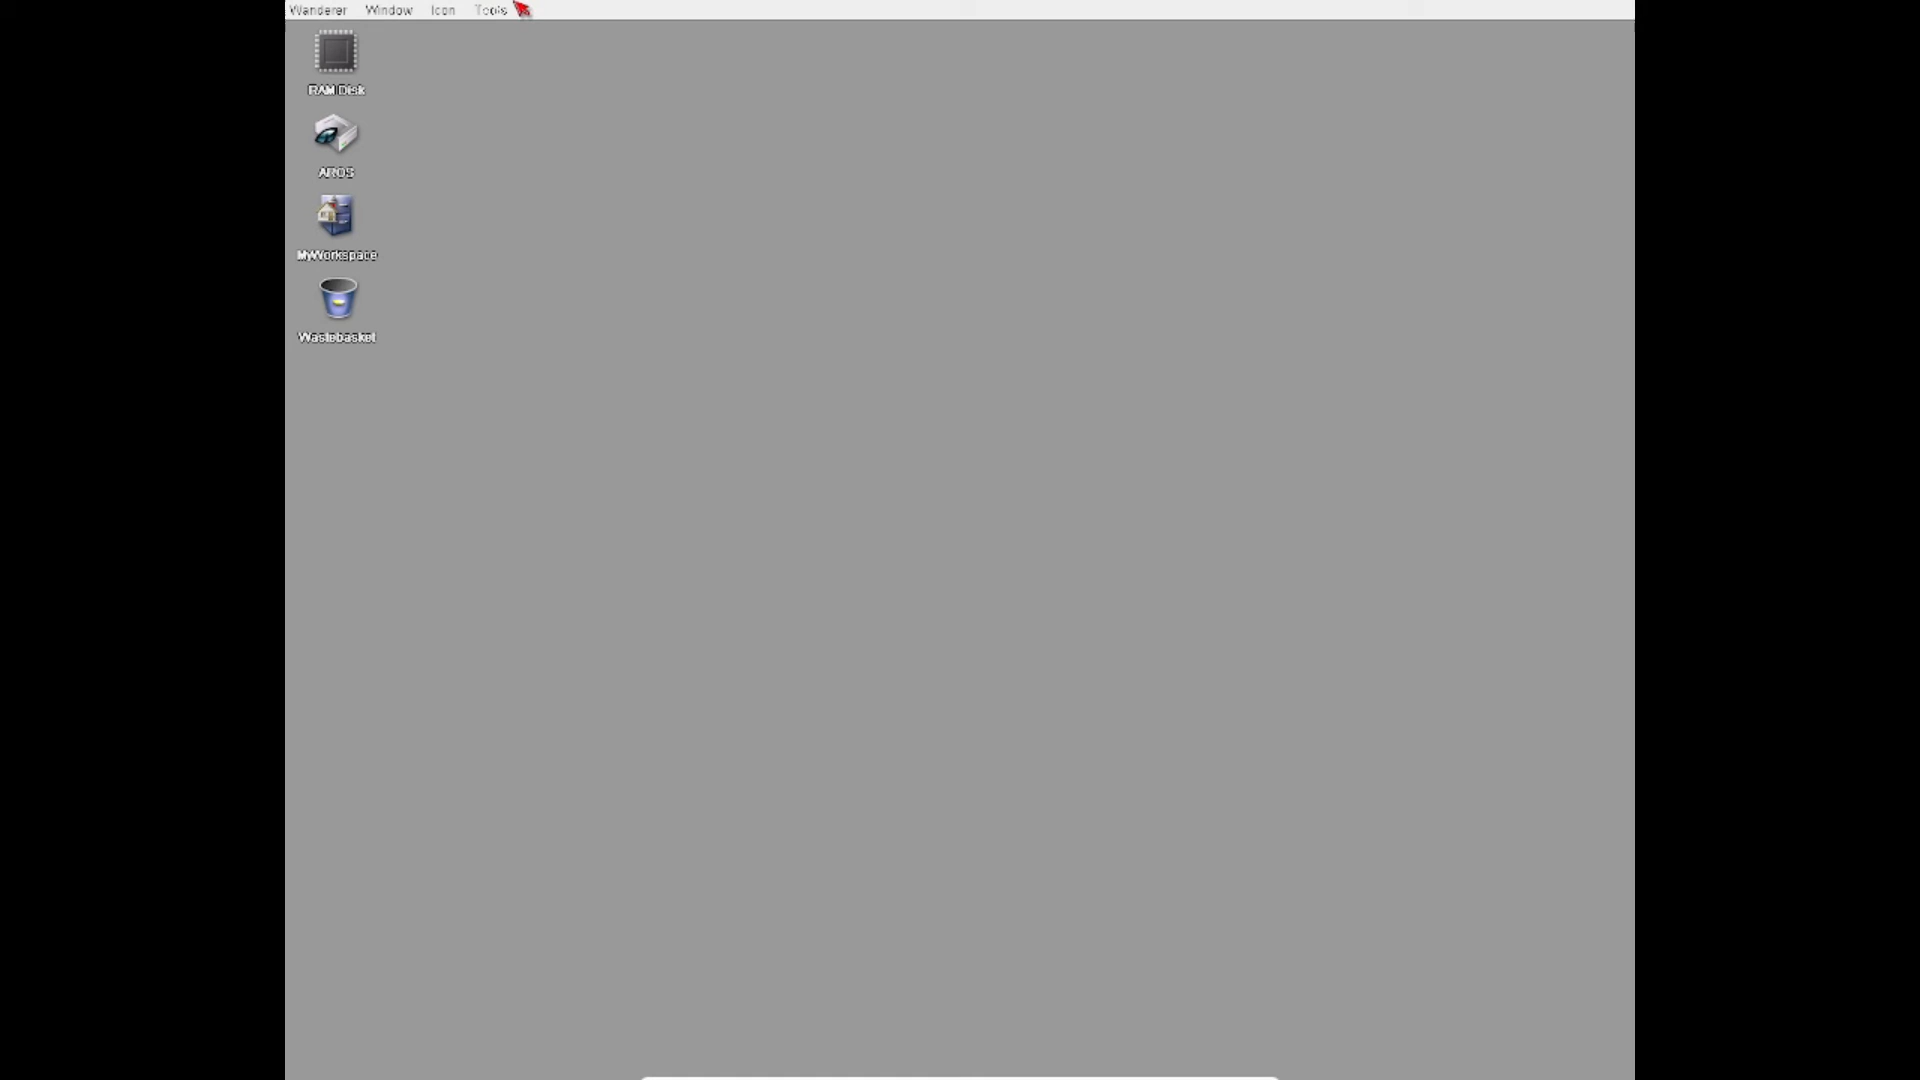 Wanderer Window Icon Tools
RAM Disk
AROS
MyWorkspace
Wastebasket